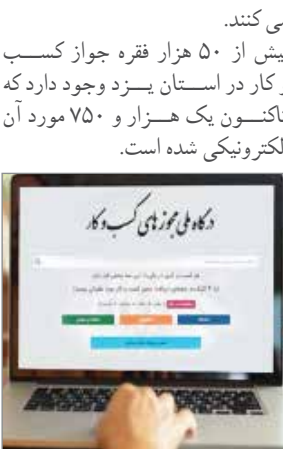 می کنند.
بیش از ۵۰ هزار فقره جواز کسب
و کار در استان یزد وجود دارد که
تاکنون یک هزار و ۷۵۰ مورد آن
الکترونیکی شده است.
درگاه ملی مجوزهای کسب و کار